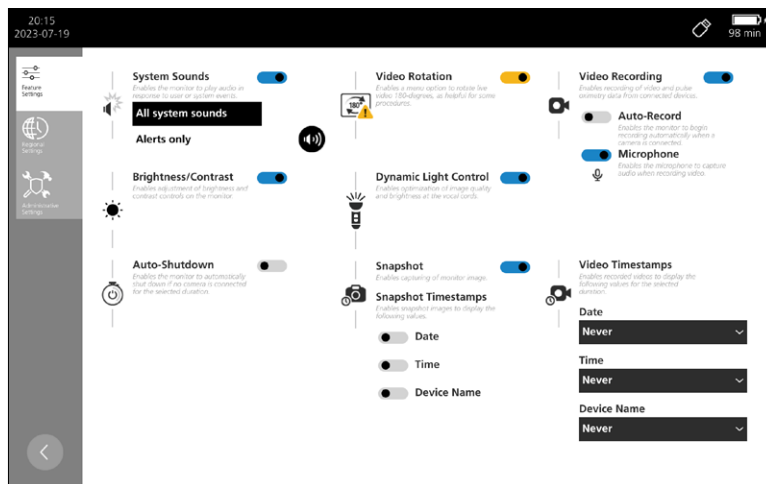 20:15
2023-07-19
98 min
Feature
Settings
Regional
Settings
Administrative
Settings
System Sounds
Enables the monitor to play audio in
response to user or system events.
All system sounds
Alerts only
Brightness/Contrast
Enables adjustment of brightness and
contrast controls on the monitor.
Auto-Shutdown
Enables the monitor to automatically
shut down if no camera is connected
for the selected duration.
Video Rotation
Enables a menu option to rotate live
video 180-degrees, as helpful for some
procedures.
180°
Dynamic Light Control
Enables optimization of image quality
and brightness at the vocal cords.
Snapshot
Enables capturing of monitor image.
Snapshot Timestamps
Enables snapshot images to display the
following values.
Date
Time
Device Name
Video Recording
Enables recording of video and pulse
oximetry data from connected devices.
Auto-Record
Enables the monitor to begin
recording automatically when a
camera is connected.
Microphone
Enables the microphone to capture
audio when recording video.
Video Timestamps
Enables recorded videos to display the
following values for the selected
duration.
Date
Never
Time
Never
Device Name
Never